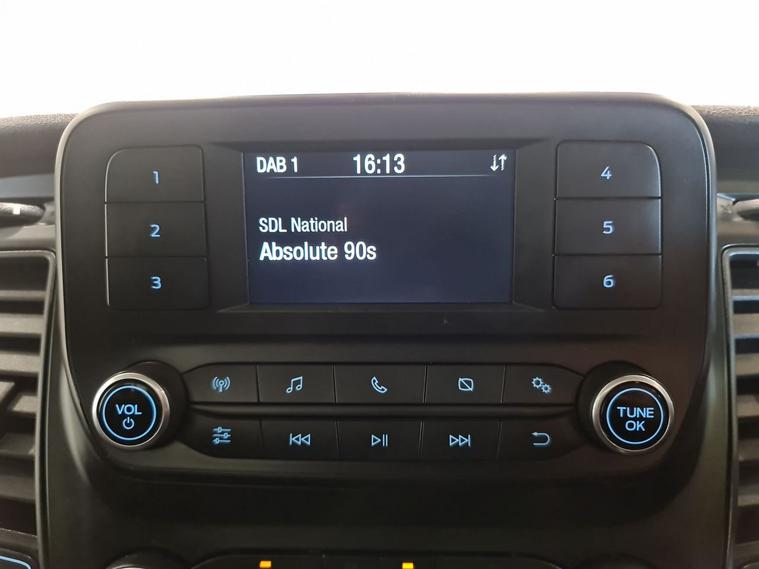 DAB 1 16:13
SDL National
Absolute 90s
1
2
3
4
5
6
VOL
TUNE
OK